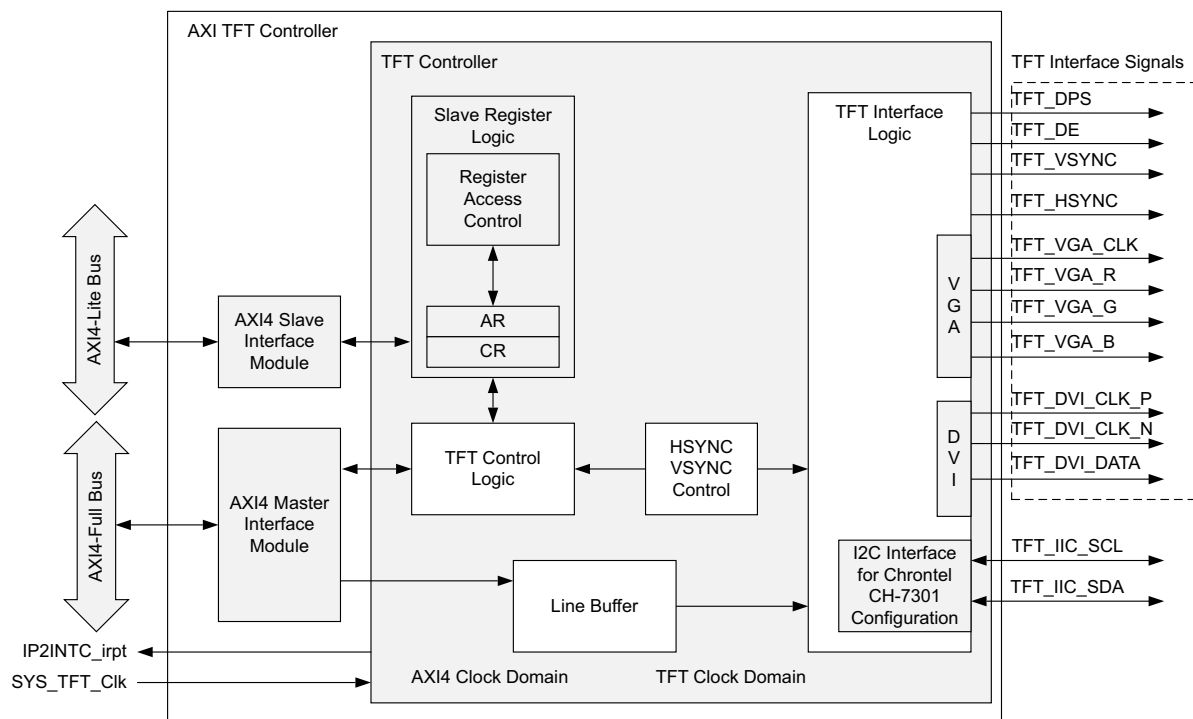 AXI TFT Controller
TFT Controller
TFT Interface Signals
Slave Register
Logic
Register
Access
Control
AR
CR
AXI4-Lite Bus
AXI4 Slave
Interface
Module
AXI4-Full Bus
AXI4 Master
Interface
Module
TFT Control
Logic
HSYNC
VSYNC
Control
Line Buffer
TFT Interface
Logic
V
G
A
D
V
I
I2C Interface
for Chrontel
CH-7301
Configuration
TFT_DPS
TFT_DE
TFT_VSYNC
TFT_HSYNC
TFT_VGA_CLK
TFT_VGA_R
TFT_VGA_G
TFT_VGA_B
TFT_DVI_CLK_P
TFT_DVI_CLK_N
TFT_DVI_DATA
TFT_IIC_SCL
TFT_IIC_SDA
IP2INTC_irpt
SYS_TFT_Clk
AXI4 Clock Domain
TFT Clock Domain